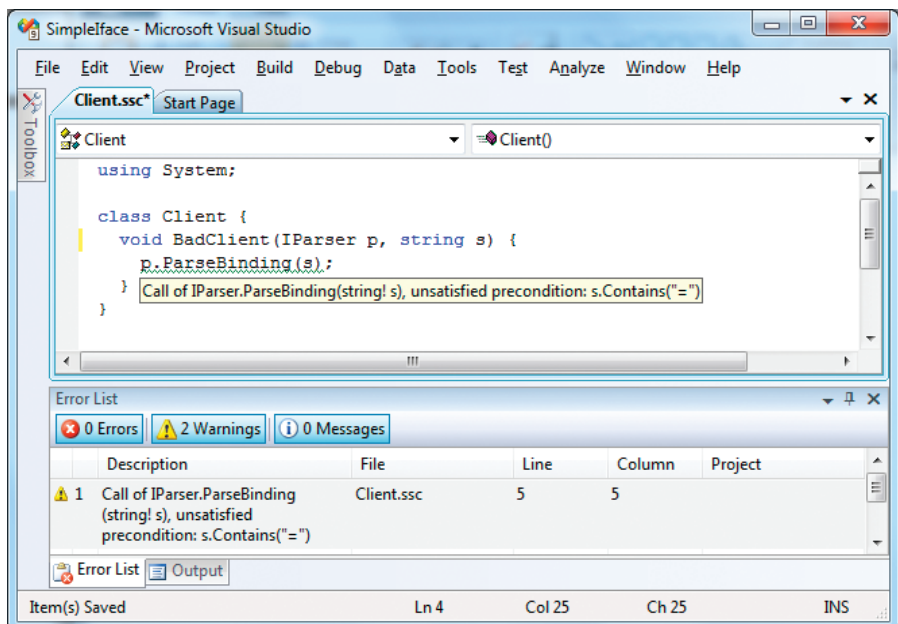 SimpleIface - Microsoft Visual Studio
File Edit View Project Build Debug Data Tools Test Analyze Window Help
Toolbox
Client.ssc* Start Page
Client Client()
using System;
class Client {
void BadClient(IParser p, string s) {
p.ParseBinding(s);
}
Call of IParser.ParseBinding(string! s), unsatisfied precondition: s.Contains("=")
}
Error List
0 Errors 2 Warnings 0 Messages
Description File Line Column Project
1 Call of IParser.ParseBinding Client.ssc 5 5
(string! s), unsatisfied
precondition: s.Contains("=")
Error List Output
Item(s) Saved Ln 4 Col 25 Ch 25 INS